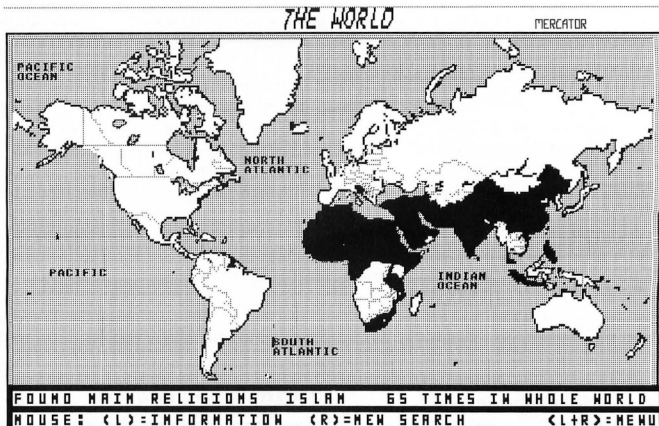 THE WORLD
MERCATOR
PACIFIC
OCEAN
NORTH
ATLANTIC
PACIFIC
INDIAN
OCEAN
SOUTH
ATLANTIC
FOUND MAIN RELIGIONS ISLAM 65 TIMES IN WHOLE WORLD
MOUSE: (L)=INFORMATION (R)=NEW SEARCH (L+R)=MENU